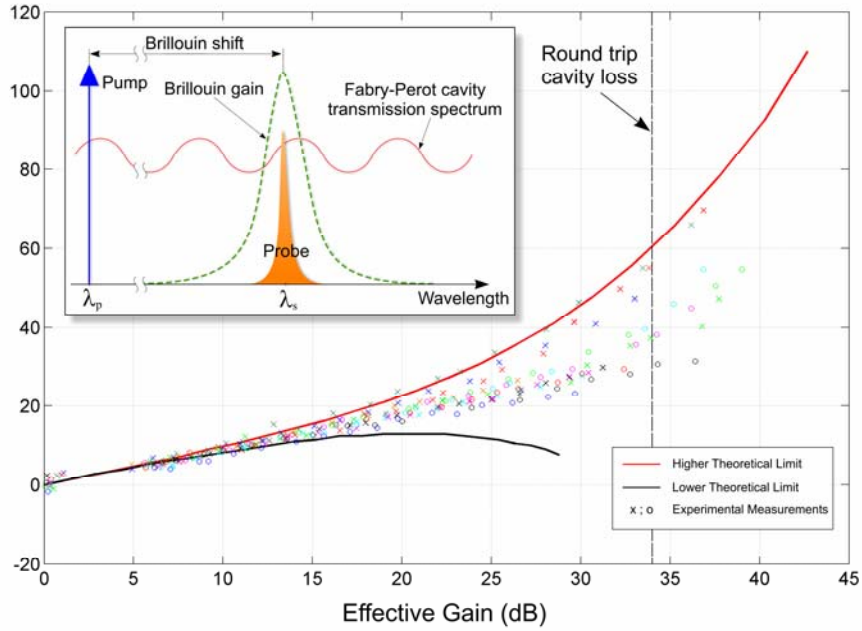 120
100
80
60
40
20
0
-20
0 5 10 15 20 25 30 35 40 45
Effective Gain (dB)
Brillouin shift
Pump
Brillouin gain
Fabry-Perot cavity
transmission spectrum
Probe
λp
λs
Wavelength
Round trip
cavity loss
Higher Theoretical Limit
Lower Theoretical Limit
x ; o Experimental Measurements